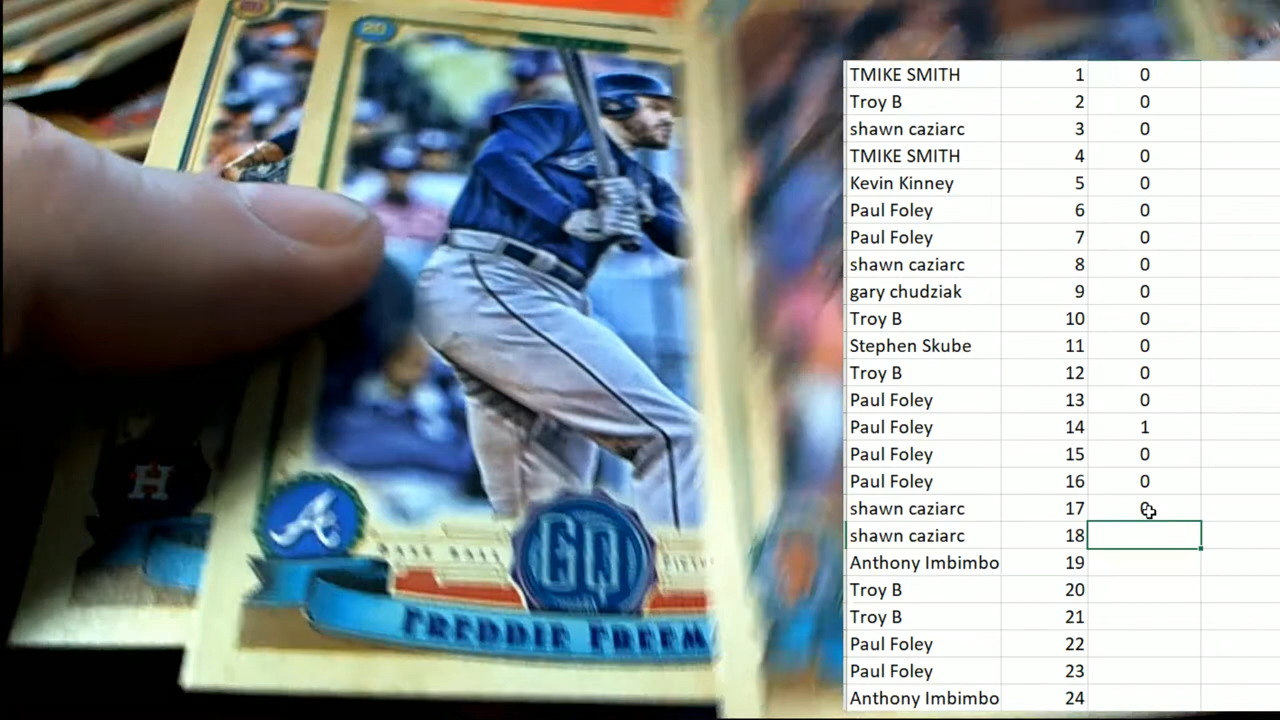 20
H
A
BASE BALL
GQ
FREDDIE FREEM
TMIKE SMITH 1 0
Troy B 2 0
shawn caziarc 3 0
TMIKE SMITH 4 0
Kevin Kinney 5 0
Paul Foley 6 0
Paul Foley 7 0
shawn caziarc 8 0
gary chudziak 9 0
Troy B 10 0
Stephen Skube 11 0
Troy B 12 0
Paul Foley 13 0
Paul Foley 14 1
Paul Foley 15 0
Paul Foley 16 0
shawn caziarc 17 0
shawn caziarc 18
Anthony Imbimbo 19
Troy B 20
Troy B 21
Paul Foley 22
Paul Foley 23
Anthony Imbimbo 24